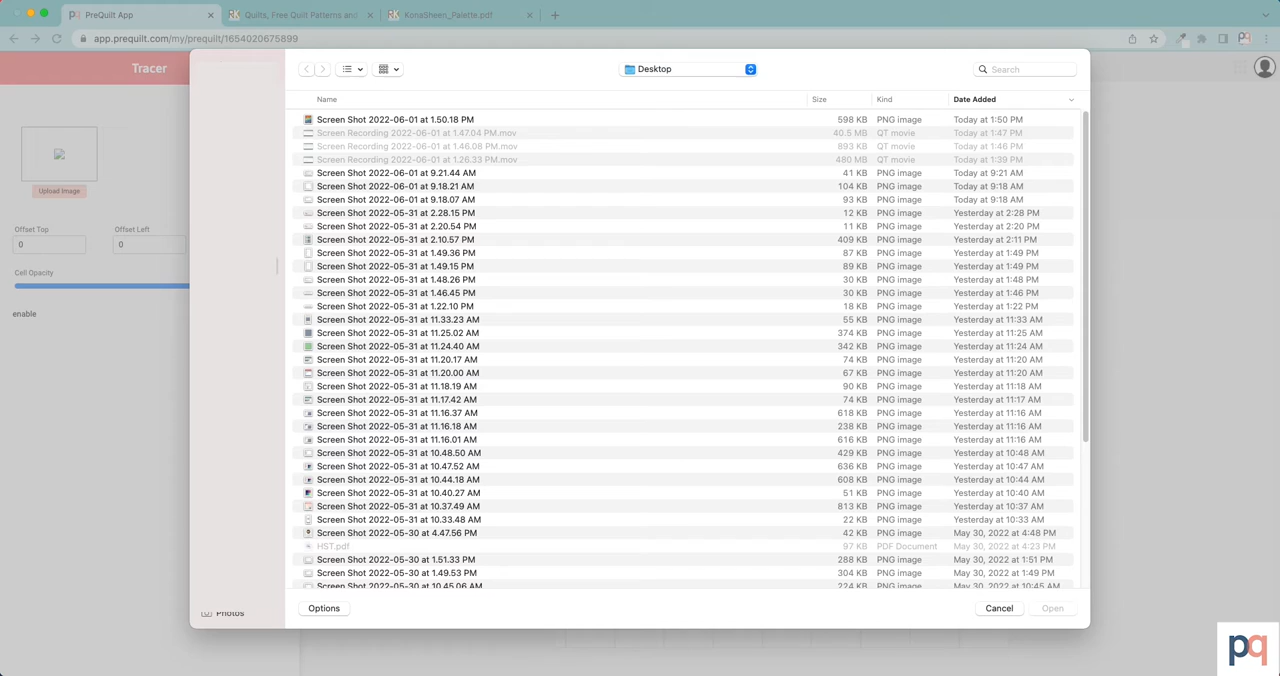 PreQuilt App
Quilts, Free Quilt Patterns and
KonaSheen_Palette.pdf
app.prequilt.com/my/prequilt/1654020675899
Tracer
Upload Image
Offset Top
Offset Left
0
0
Cell Opacity
enable
Desktop
Search
Name Size Kind Date Added
Screen Shot 2022-06-01 at 1.50.18 PM 598 KB PNG image Today at 1:50 PM
Screen Recording 2022-06-01 at 1.47.04 PM.mov 40.5 MB QT movie Today at 1:47 PM
Screen Recording 2022-06-01 at 1.46.08 PM.mov 893 KB QT movie Today at 1:46 PM
Screen Recording 2022-06-01 at 1.26.33 PM.mov 480 MB QT movie Today at 1:39 PM
Screen Shot 2022-06-01 at 9.21.44 AM 41 KB PNG image Today at 9:21 AM
Screen Shot 2022-06-01 at 9.18.21 AM 104 KB PNG image Today at 9:18 AM
Screen Shot 2022-06-01 at 9.18.07 AM 93 KB PNG image Today at 9:18 AM
Screen Shot 2022-05-31 at 2.28.15 PM 12 KB PNG image Yesterday at 2:28 PM
Screen Shot 2022-05-31 at 2.20.54 PM 11 KB PNG image Yesterday at 2:20 PM
Screen Shot 2022-05-31 at 2.10.57 PM 409 KB PNG image Yesterday at 2:11 PM
Screen Shot 2022-05-31 at 1.49.36 PM 87 KB PNG image Yesterday at 1:49 PM
Screen Shot 2022-05-31 at 1.49.15 PM 89 KB PNG image Yesterday at 1:49 PM
Screen Shot 2022-05-31 at 1.48.26 PM 30 KB PNG image Yesterday at 1:48 PM
Screen Shot 2022-05-31 at 1.46.45 PM 30 KB PNG image Yesterday at 1:46 PM
Screen Shot 2022-05-31 at 1.22.10 PM 18 KB PNG image Yesterday at 1:22 PM
Screen Shot 2022-05-31 at 11.33.23 AM 55 KB PNG image Yesterday at 11:33 AM
Screen Shot 2022-05-31 at 11.25.02 AM 374 KB PNG image Yesterday at 11:25 AM
Screen Shot 2022-05-31 at 11.24.40 AM 342 KB PNG image Yesterday at 11:24 AM
Screen Shot 2022-05-31 at 11.20.17 AM 74 KB PNG image Yesterday at 11:20 AM
Screen Shot 2022-05-31 at 11.20.00 AM 67 KB PNG image Yesterday at 11:20 AM
Screen Shot 2022-05-31 at 11.18.19 AM 90 KB PNG image Yesterday at 11:18 AM
Screen Shot 2022-05-31 at 11.17.42 AM 74 KB PNG image Yesterday at 11:17 AM
Screen Shot 2022-05-31 at 11.16.37 AM 618 KB PNG image Yesterday at 11:16 AM
Screen Shot 2022-05-31 at 11.16.18 AM 238 KB PNG image Yesterday at 11:16 AM
Screen Shot 2022-05-31 at 11.16.01 AM 616 KB PNG image Yesterday at 11:16 AM
Screen Shot 2022-05-31 at 10.48.50 AM 429 KB PNG image Yesterday at 10:48 AM
Screen Shot 2022-05-31 at 10.47.52 AM 636 KB PNG image Yesterday at 10:47 AM
Screen Shot 2022-05-31 at 10.44.18 AM 608 KB PNG image Yesterday at 10:44 AM
Screen Shot 2022-05-31 at 10.40.27 AM 51 KB PNG image Yesterday at 10:40 AM
Screen Shot 2022-05-31 at 10.37.49 AM 813 KB PNG image Yesterday at 10:37 AM
Screen Shot 2022-05-31 at 10.33.48 AM 22 KB PNG image Yesterday at 10:33 AM
Screen Shot 2022-05-30 at 4.47.56 PM 42 KB PNG image May 30, 2022 at 4:48 PM
HST.pdf 97 KB PDF Document May 30, 2022 at 4:23 PM
Screen Shot 2022-05-30 at 1.51.33 PM 288 KB PNG image May 30, 2022 at 1:51 PM
Screen Shot 2022-05-30 at 1.49.53 PM 304 KB PNG image May 30, 2022 at 1:49 PM
Screen Shot 2022-05-30 at 10.45.06 AM 224 KB PNG image May 30, 2022 at 10:45 AM
Photos
Options
Cancel
Open
pq